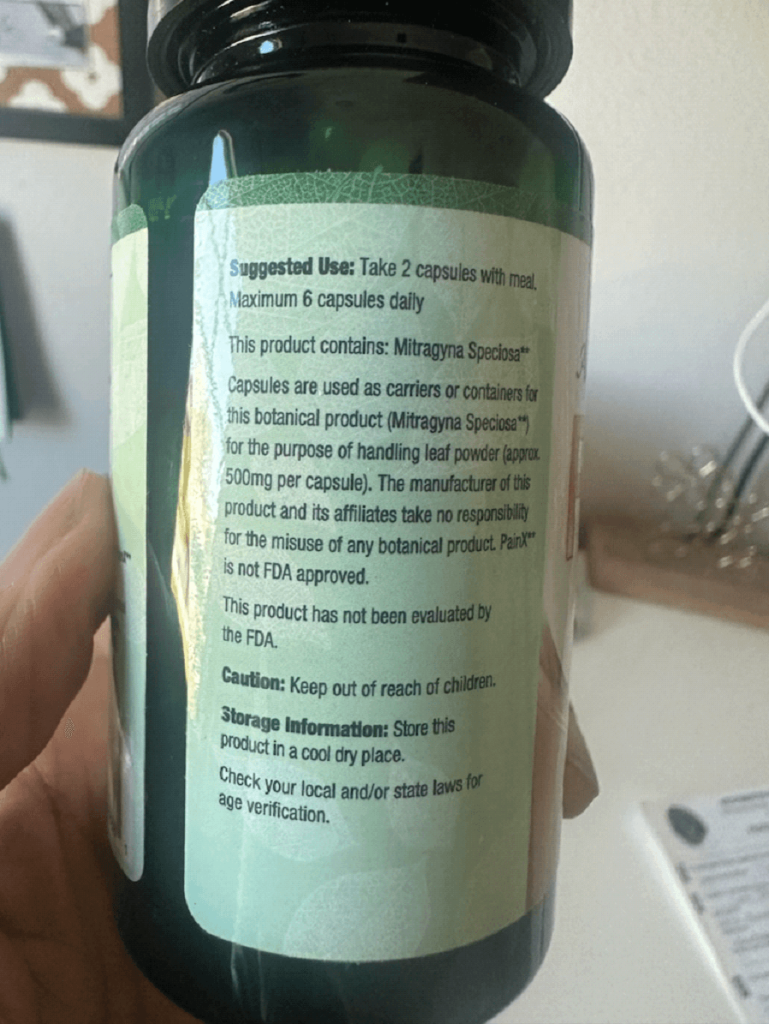 Suggested Use: Take 2 capsules with meal.
Maximum 6 capsules daily
This product contains: Mitragyna Speciosa**
Capsules are used as carriers or containers for
this botanical product (Mitragyna Speciosa**)
for the purpose of handling leaf powder (approx.
500mg per capsule). The manufacturer of this
product and its affiliates take no responsibility
for the misuse of any botanical product. PainX**
is not FDA approved.
This product has not been evaluated by
the FDA.
Caution: Keep out of reach of children.
Storage Information: Store this
product in a cool dry place.
Check your local and/or state laws for
age verification.